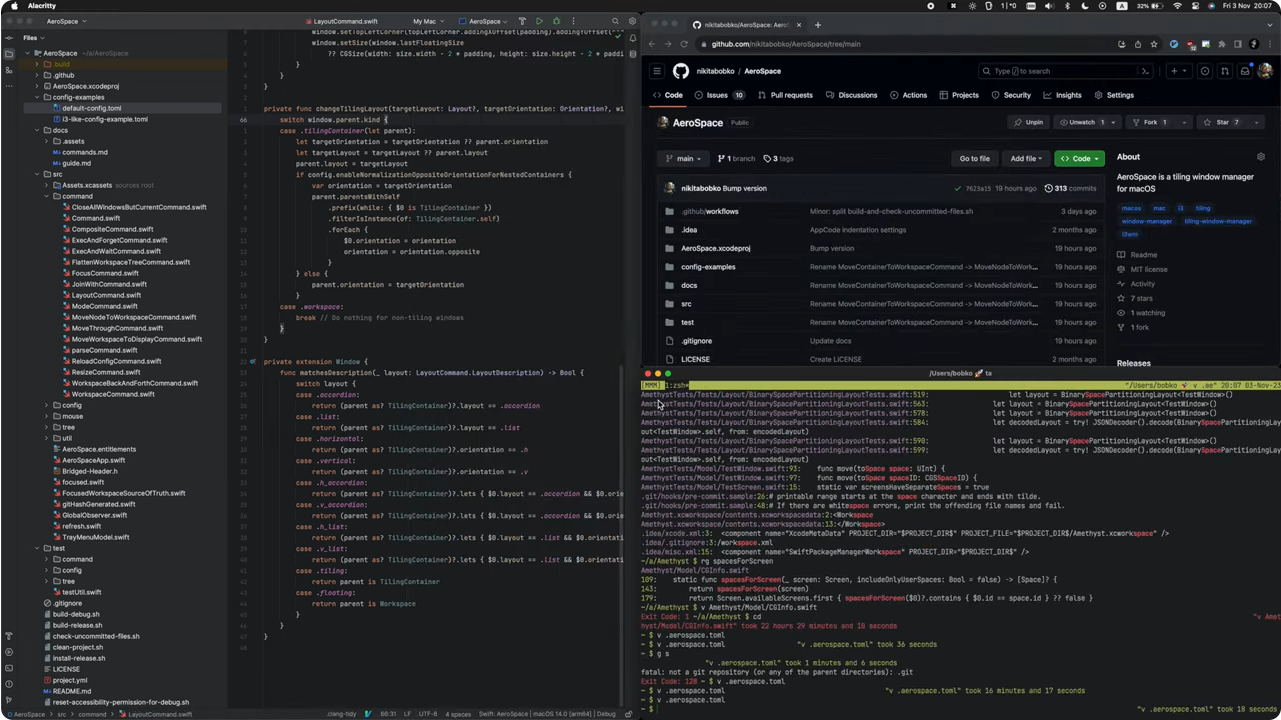 Alacritty
A
32%
Fri 3 Nov 20:07
AeroSpace
LayoutCommand.swift
My Mac
AeroSpace
Files
AeroSpace ~/a/AeroSpace
.build
.github
AeroSpace.xcodeproj
config-examples
default-config.toml
i3-like-config-example.toml
docs
.assets
commands.md
guide.md
src
Assets.xcassets sources root
command
CloseAllWindowsButCurrentCommand.swift
Command.swift
CompositeCommand.swift
ExecAndForgetCommand.swift
ExecAndWaitCommand.swift
FlattenWorkspaceTreeCommand.swift
FocusCommand.swift
JoinWithCommand.swift
LayoutCommand.swift
ModeCommand.swift
MoveNodeToWorkspaceCommand.swift
MoveThroughCommand.swift
MoveWorkspaceToDisplayCommand.swift
parseCommand.swift
ReloadConfigCommand.swift
ResizeCommand.swift
WorkspaceBackAndForthCommand.swift
config
mouse
tree
util
AeroSpace.entitlements
AeroSpaceApp.swift
Bridged-Header.h
focused.swift
FocusedWorkspaceSourceOfTruth.swift
gitHashGenerated.swift
GlobalObserver.swift
refresh.swift
TrayMenuModel.swift
test
command
config
tree
testUtil.swift
.gitignore
build-debug.sh
build-release.sh
check-uncommitted-files.sh
clean-project.sh
install-release.sh
LICENSE
project.yml
README.md
reset-accessibility-permission-for-debug.sh
window.setSize(window.lastFloatingSize
?? CGSize(width: size.width - 2 * padding, height: size.height - 2 * paddi
}
}
private func changeTilingLayout(targetLayout: Layout?, targetOrientation: Orientation?, wi
66 switch window.parent.kind {
case .tilingContainer(let parent):
let targetOrientation = targetOrientation ?? parent.orientation
let targetLayout = targetLayout ?? parent.layout
parent.layout = targetLayout
if config.enableNormalizationOppositeOrientationForNestedContainers {
var orientation = targetOrientation
parent.parentsWithSelf
.prefix(while: { $0 is TilingContainer })
.filterIsInstance(of: TilingContainer.self)
.forEach {
$0.orientation = orientation
orientation = orientation.opposite
}
} else {
parent.orientation = targetOrientation
}
case .workspace:
break // Do nothing for non-tiling windows
}
}
private extension Window {
func matchesDescription(_ layout: LayoutCommand.LayoutDescription) -> Bool {
switch layout {
case .accordion:
return (parent as? TilingContainer)?.layout == .accordion
case .list:
return (parent as? TilingContainer)?.layout == .list
case .horizontal:
return (parent as? TilingContainer)?.orientation == .h
case .vertical:
return (parent as? TilingContainer)?.orientation == .v
case .h_accordion:
return (parent as? TilingContainer)?.lets { $0.layout == .accordion && $0.orie
case .v_accordion:
return (parent as? TilingContainer)?.lets { $0.layout == .accordion && $0.orie
case .h_list:
return (parent as? TilingContainer)?.lets { $0.layout == .list && $0.orientati
case .v_list:
return (parent as? TilingContainer)?.lets { $0.layout == .list && $0.orientati
case .tiling:
return parent is TilingContainer
case .floating:
return parent is Workspace
}
}
}
AeroSpace › src › command › LayoutCommand.swift
.clang-tidy 66:31 LF UTF-8 4 spaces Swift: AeroSpace | macOS 14.0 [arm64] | Debug
nikitabobko/AeroSpace: AeroS
github.com/nikitabobko/AeroSpace/tree/main
nikitabobko / AeroSpace
Type / to search
Code Issues 10 Pull requests Discussions Actions Projects Security Insights Settings
AeroSpace Public
Unpin Unwatch 1 Fork 1 Star 7
main 1 branch 3 tags Go to file Add file Code
nikitabobko Bump version 7623a15 19 hours ago 313 commits
.github/workflows Minor: split build-and-check-uncommitted-files.sh 3 days ago
.idea AppCode indentation settings 2 months ago
AeroSpace.xcodeproj Bump version 19 hours ago
config-examples Rename MoveContainerToWorkspaceCommand -> MoveNodeToWork... 19 hours ago
docs Rename MoveContainerToWorkspaceCommand -> MoveNodeToWork... 19 hours ago
src Rename MoveContainerToWorkspaceCommand -> MoveNodeToWork... 19 hours ago
test Rename MoveContainerToWorkspaceCommand -> MoveNodeToWork... 19 hours ago
.gitignore Update docs 2 months ago
LICENSE Create LICENSE 2 months ago
About
AeroSpace is a tiling window manager
for macOS
macos mac i3 tiling
window-manager tiling-window-manager
i3wm
Readme
MIT license
Activity
7 stars
1 watching
1 fork
Releases
/Users/bobko 🚀 ta
[MMM] 1:zsh*
20:07 03-Nov-23
AmethystTests/Tests/Layout/BinarySpacePartitioningLayoutTests.swift:519: let layout = BinarySpacePartitioningLayout<TestWindow>()
AmethystTests/Tests/Layout/BinarySpacePartitioningLayoutTests.swift:563: let layout = BinarySpacePartitioningLayout<TestWindow>()
AmethystTests/Tests/Layout/BinarySpacePartitioningLayoutTests.swift:578: let layout = BinarySpacePartitioningLayout<TestWindow>()
AmethystTests/Tests/Layout/BinarySpacePartitioningLayoutTests.swift:584: let decodedLayout = try! JSONDecoder().decode(BinarySpacePartitioningLay
out<TestWindow>.self, from: encodedLayout)
AmethystTests/Tests/Layout/BinarySpacePartitioningLayoutTests.swift:590: let layout = BinarySpacePartitioningLayout<TestWindow>()
AmethystTests/Tests/Layout/BinarySpacePartitioningLayoutTests.swift:599: let decodedLayout = try! JSONDecoder().decode(BinarySpacePartitioningLay
out<TestWindow>.self, from: encodedLayout)
AmethystTests/Model/TestWindow.swift:93: func move(toSpace space: UInt) {
AmethystTests/Model/TestWindow.swift:97: func move(toSpace spaceID: CGSSpaceID) {
AmethystTests/Model/TestScreen.swift:15: static var screensHaveSeparateSpaces = true
.git/hooks/pre-commit.sample:26:# printable range starts at the space character and ends with tilde.
.git/hooks/pre-commit.sample:48:# If there are whitespace errors, print the offending file names and fail.
Amethyst.xcworkspace/contents.xcworkspacedata:2:<Workspace
Amethyst.xcworkspace/contents.xcworkspacedata:13:</Workspace>
.idea/xcode.xml:3: <component name="XcodeMetaData" PROJECT_DIR="$PROJECT_DIR$" PROJECT_FILE="$PROJECT_DIR$/Amethyst.xcworkspace" />
.idea/.gitignore:3:/workspace.xml
.idea/misc.xml:15: <component name="SwiftPackageManagerWorkspace" PROJECT_DIR="$PROJECT_DIR$" />
~/a/Amethyst $ rg spacesForScreen
Amethyst/Model/CGInfo.swift
109: static func spacesForScreen(_ screen: Screen, includeOnlyUserSpaces: Bool = false) -> [Space]? {
143: return spacesForScreen(screen)
179: return Screen.availableScreens.first { spacesForScreen($0)?.contains { $0.id == space.id } ?? false }
~/a/Amethyst $ v Amethyst/Model/CGInfo.swift
Exit Code: 1 ~/a/Amethyst $ cd "v Ame
hyst/Model/CGInfo.swift" took 22 hours 29 minutes and 18 seconds
~ $ v .aerospace.toml
~ $ v .aerospace.toml "v .aerospace.toml" took 36 seconds
~ $ g s
"v .aerospace.toml" took 1 minutes and 6 seconds
fatal: not a git repository (or any of the parent directories): .git
Exit Code: 128 ~ $ v .aerospace.toml
~ $ v .aerospace.toml "v .aerospace.toml" took 16 minutes and 17 seconds
~ $ v .aerospace.toml
~ $ "v .aerospace.toml" took 18 seconds